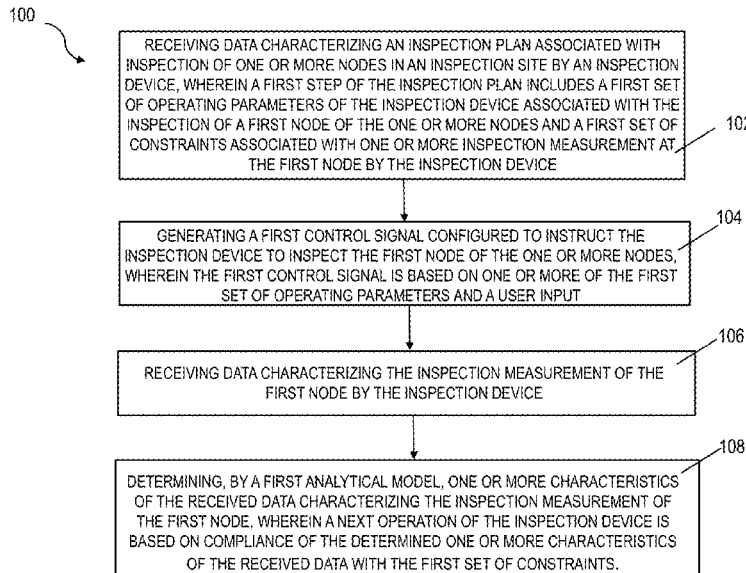 100
RECEIVING DATA CHARACTERIZING AN INSPECTION PLAN ASSOCIATED WITH
INSPECTION OF ONE OR MORE NODES IN AN INSPECTION SITE BY AN INSPECTION
DEVICE, WHEREIN A FIRST STEP OF THE INSPECTION PLAN INCLUDES A FIRST SET
OF OPERATING PARAMETERS OF THE INSPECTION DEVICE ASSOCIATED WITH THE
INSPECTION OF A FIRST NODE OF THE ONE OR MORE NODES AND A FIRST SET OF
CONSTRAINTS ASSOCIATED WITH ONE OR MORE INSPECTION MEASUREMENT AT
THE FIRST NODE BY THE INSPECTION DEVICE
102
GENERATING A FIRST CONTROL SIGNAL CONFIGURED TO INSTRUCT THE
INSPECTION DEVICE TO INSPECT THE FIRST NODE OF THE ONE OR MORE NODES,
WHEREIN THE FIRST CONTROL SIGNAL IS BASED ON ONE OR MORE OF THE FIRST
SET OF OPERATING PARAMETERS AND A USER INPUT
104
RECEIVING DATA CHARACTERIZING THE INSPECTION MEASUREMENT OF THE
FIRST NODE BY THE INSPECTION DEVICE
106
DETERMINING, BY A FIRST ANALYTICAL MODEL, ONE OR MORE CHARACTERISTICS
OF THE RECEIVED DATA CHARACTERIZING THE INSPECTION MEASUREMENT OF
THE FIRST NODE, WHEREIN A NEXT OPERATION OF THE INSPECTION DEVICE IS
BASED ON COMPLIANCE OF THE DETERMINED ONE OR MORE CHARACTERISTICS
OF THE RECEIVED DATA WITH THE FIRST SET OF CONSTRAINTS.
108